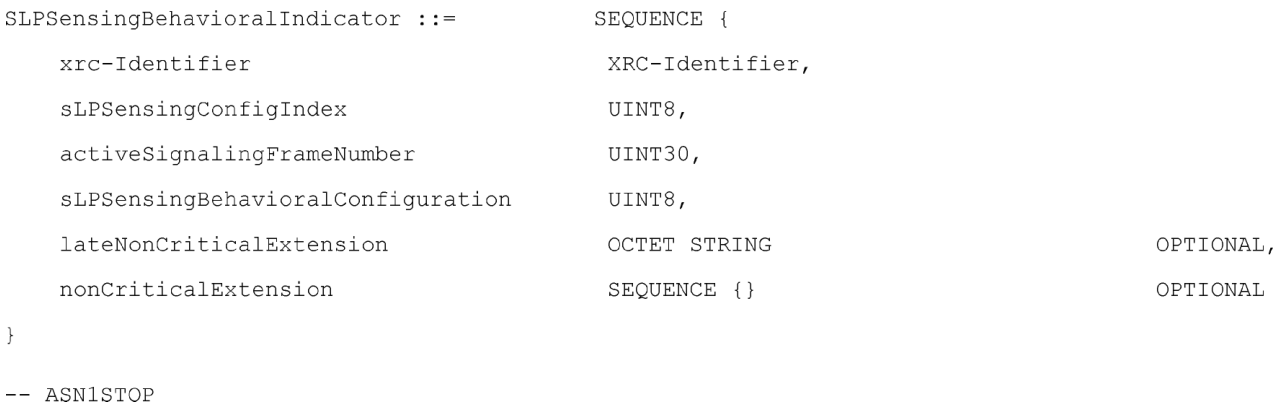 SLPSensingBehavioralIndicator ::= SEQUENCE {
xrc-Identifier XRC-Identifier,
sLPSensingConfigIndex UINT8,
activeSignalingFrameNumber UINT30,
sLPSensingBehavioralConfiguration UINT8,
lateNonCriticalExtension OCTET STRING OPTIONAL,
nonCriticalExtension SEQUENCE {} OPTIONAL
}
-- ASN1STOP